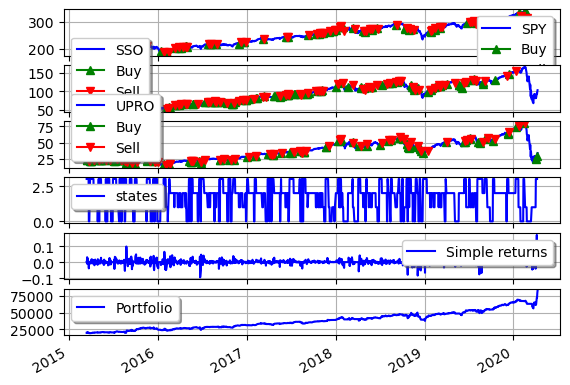 300
200
SPY
Buy
SSO
Buy
Sell
150
100
50
UPRO
Buy
Sell
75
50
25
2.5
0.0
states
0.1
0.0
−0.1
Simple returns
75000
50000
25000
Portfolio
2015
2016
2017
2018
2019
2020